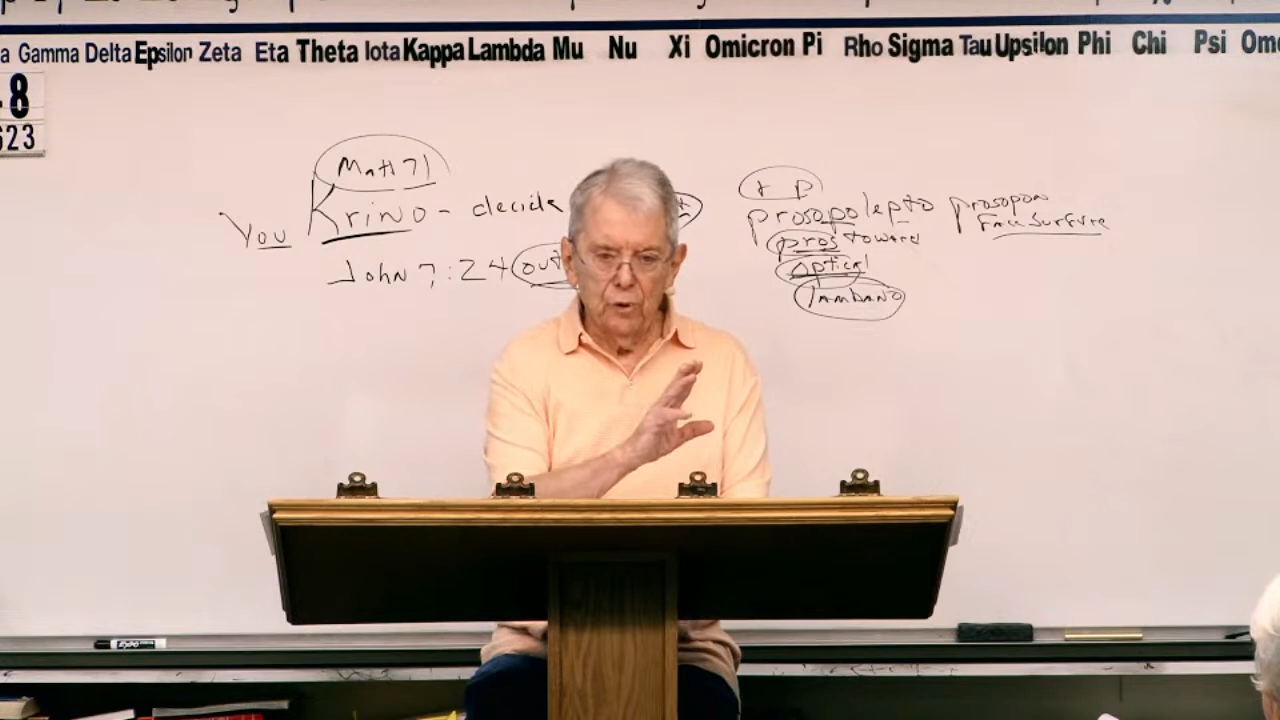 Gamma Delta Epsilon Zeta Eta Theta Iota Kappa Lambda Mu Nu Xi Omicron Pi Rho Sigma Tau Upsilon Phi Chi Psi
8
623
Matt 7 1
You Krino - decide
John 7:24 out
prosopolepto prosopon
pros toward Face Surface
optical
lambano